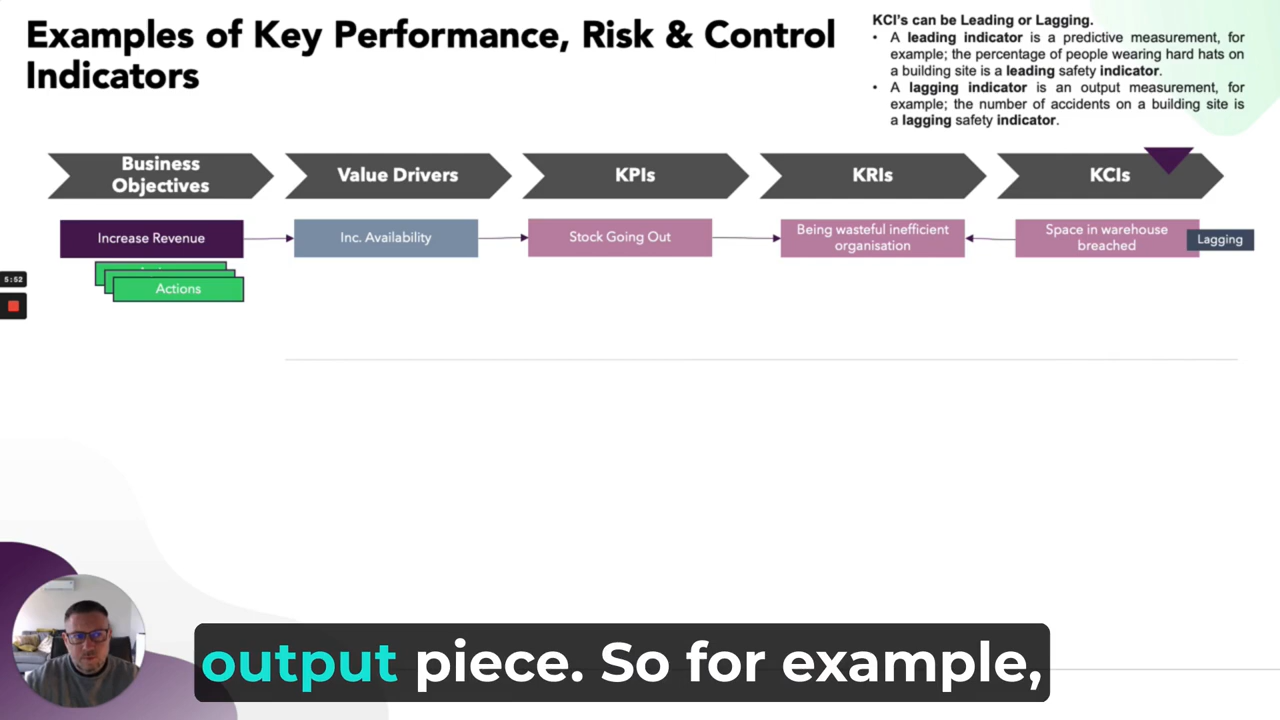 Examples of Key Performance, Risk & Control
Indicators
KCI's can be Leading or Lagging.
• A leading indicator is a predictive measurement, for
example; the percentage of people wearing hard hats on
a building site is a leading safety indicator.
• A lagging indicator is an output measurement, for
example; the number of accidents on a building site is
a lagging safety indicator.
Business
Objectives
Value Drivers
KPIs
KRIs
KCIs
Increase Revenue
Inc. Availability
Stock Going Out
Being wasteful inefficient
organisation
Space in warehouse
breached
Lagging
5:52
Actions
output piece. So for example,